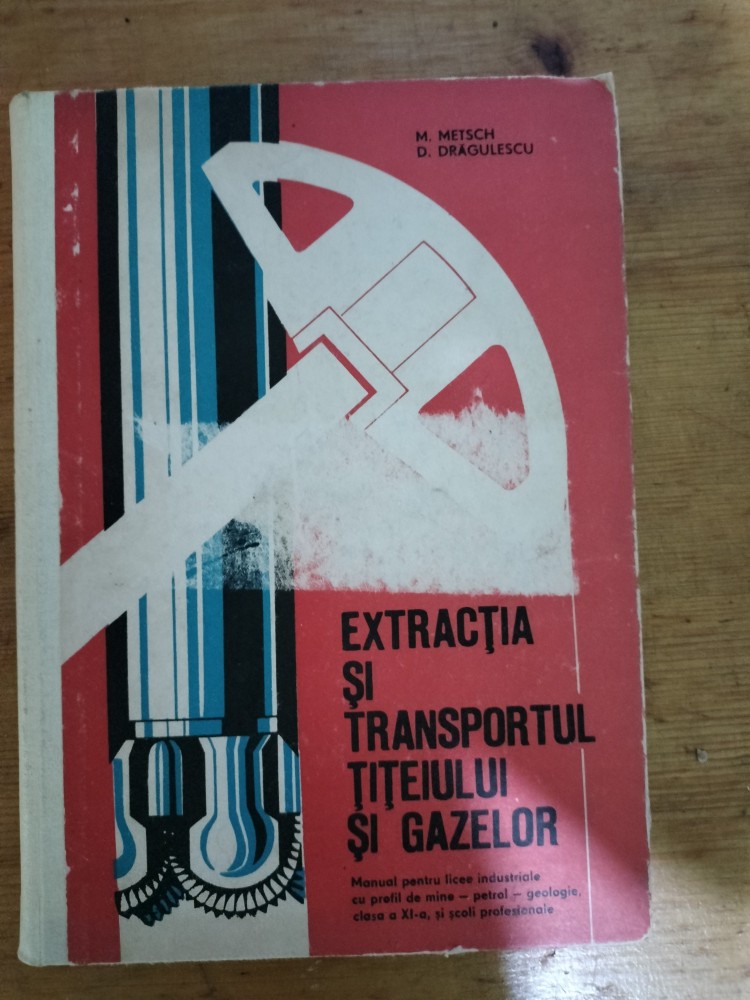 M. METSCH
D. DRĂGULESCU
EXTRACŢIA
ŞI
TRANSPORTUL
ŢIŢEIULUI
ŞI GAZELOR
Manual pentru licee industriale
cu profil de mine – petrol – geologie,
clasa a XI-a, şi şcoli profesionale